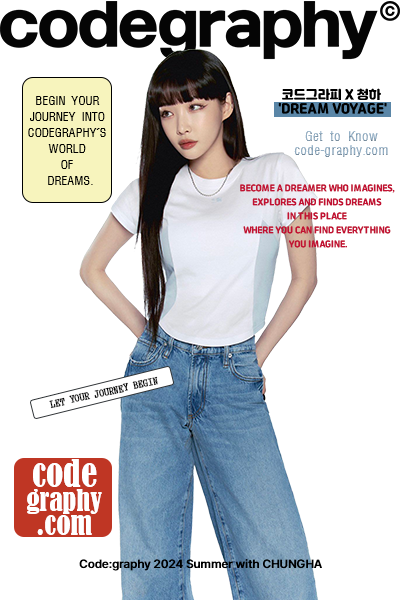 codegraphy©
BEGIN YOUR
JOURNEY INTO
CODEGRAPHY'S
WORLD
OF
DREAMS.
코드그라피 X 청하
'DREAM VOYAGE'
Get to Know
code-graphy.com
BECOME A DREAMER WHO IMAGINES,
EXPLORES AND FINDS DREAMS
IN THIS PLACE
WHERE YOU CAN FIND EVERYTHING
YOU IMAGINE.
LET YOUR JOURNEY BEGIN
code
graphy
.com
Code:graphy 2024 Summer with CHUNGHA